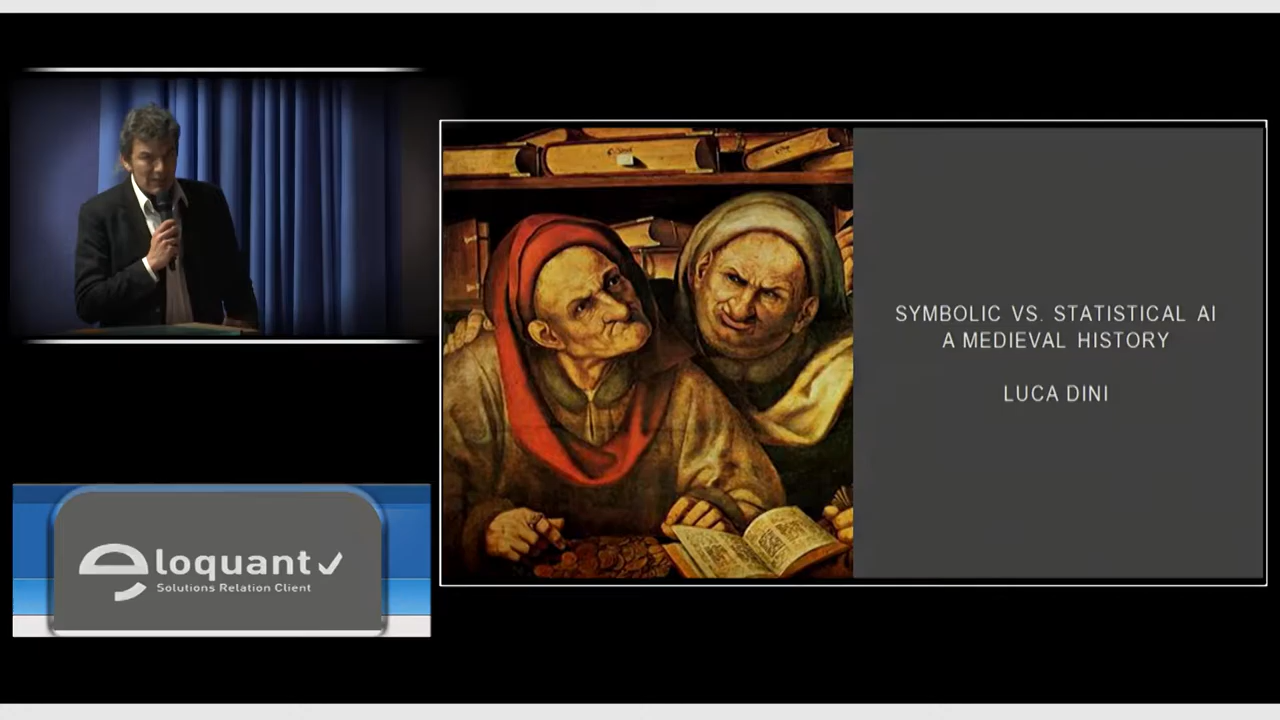 SYMBOLIC VS. STATISTICAL AI
A MEDIEVAL HISTORY
LUCA DINI
eloquant
Solutions Relation Client